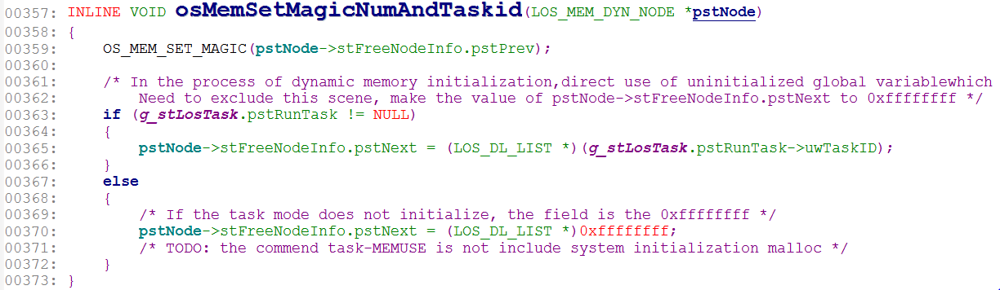 00357: INLINE VOID osMemSetMagicNumAndTaskid(LOS_MEM_DYN_NODE *pstNode)
00358: {
00359:     OS_MEM_SET_MAGIC(pstNode->stFreeNodeInfo.pstPrev);
00360:
00361:     /* In the process of dynamic memory initialization,direct use of uninitialized global variablewhich
00362:         Need to exclude this scene, make the value of pstNode->stFreeNodeInfo.pstNext to 0xffffffff */
00363:     if (g_stLosTask.pstRunTask != NULL)
00364:     {
00365:         pstNode->stFreeNodeInfo.pstNext = (LOS_DL_LIST *)(g_stLosTask.pstRunTask->uwTaskID);
00366:     }
00367:     else
00368:     {
00369:         /* If the task mode does not initialize, the field is the 0xffffffff */
00370:         pstNode->stFreeNodeInfo.pstNext = (LOS_DL_LIST *)0xffffffff;
00371:         /* TODO: the commend task-MEMUSE is not include system initialization malloc */
00372:     }
00373: }